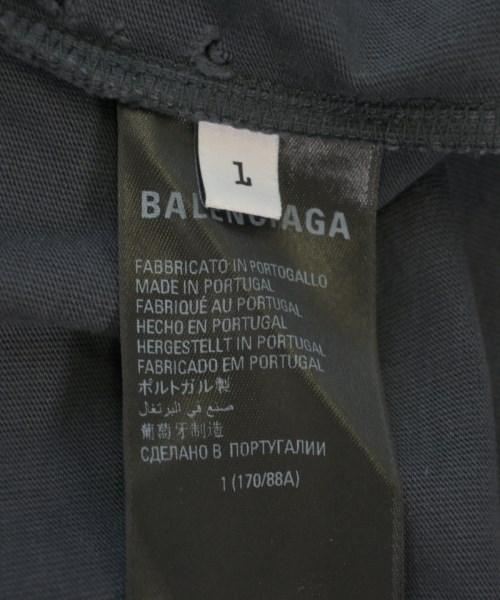 1
BALENCIAGA
FABBRICATO IN PORTOGALLO
MADE IN PORTUGAL
FABRIQUÉ AU PORTUGAL
HECHO EN PORTUGAL
HERGESTELLT IN PORTUGAL
FABRICADO EM PORTUGAL
ポルトガル製
صنع في البرتغال
葡萄牙制造
СДЕЛАНО В ПОРТУГАЛИИ
1 (170/88A)